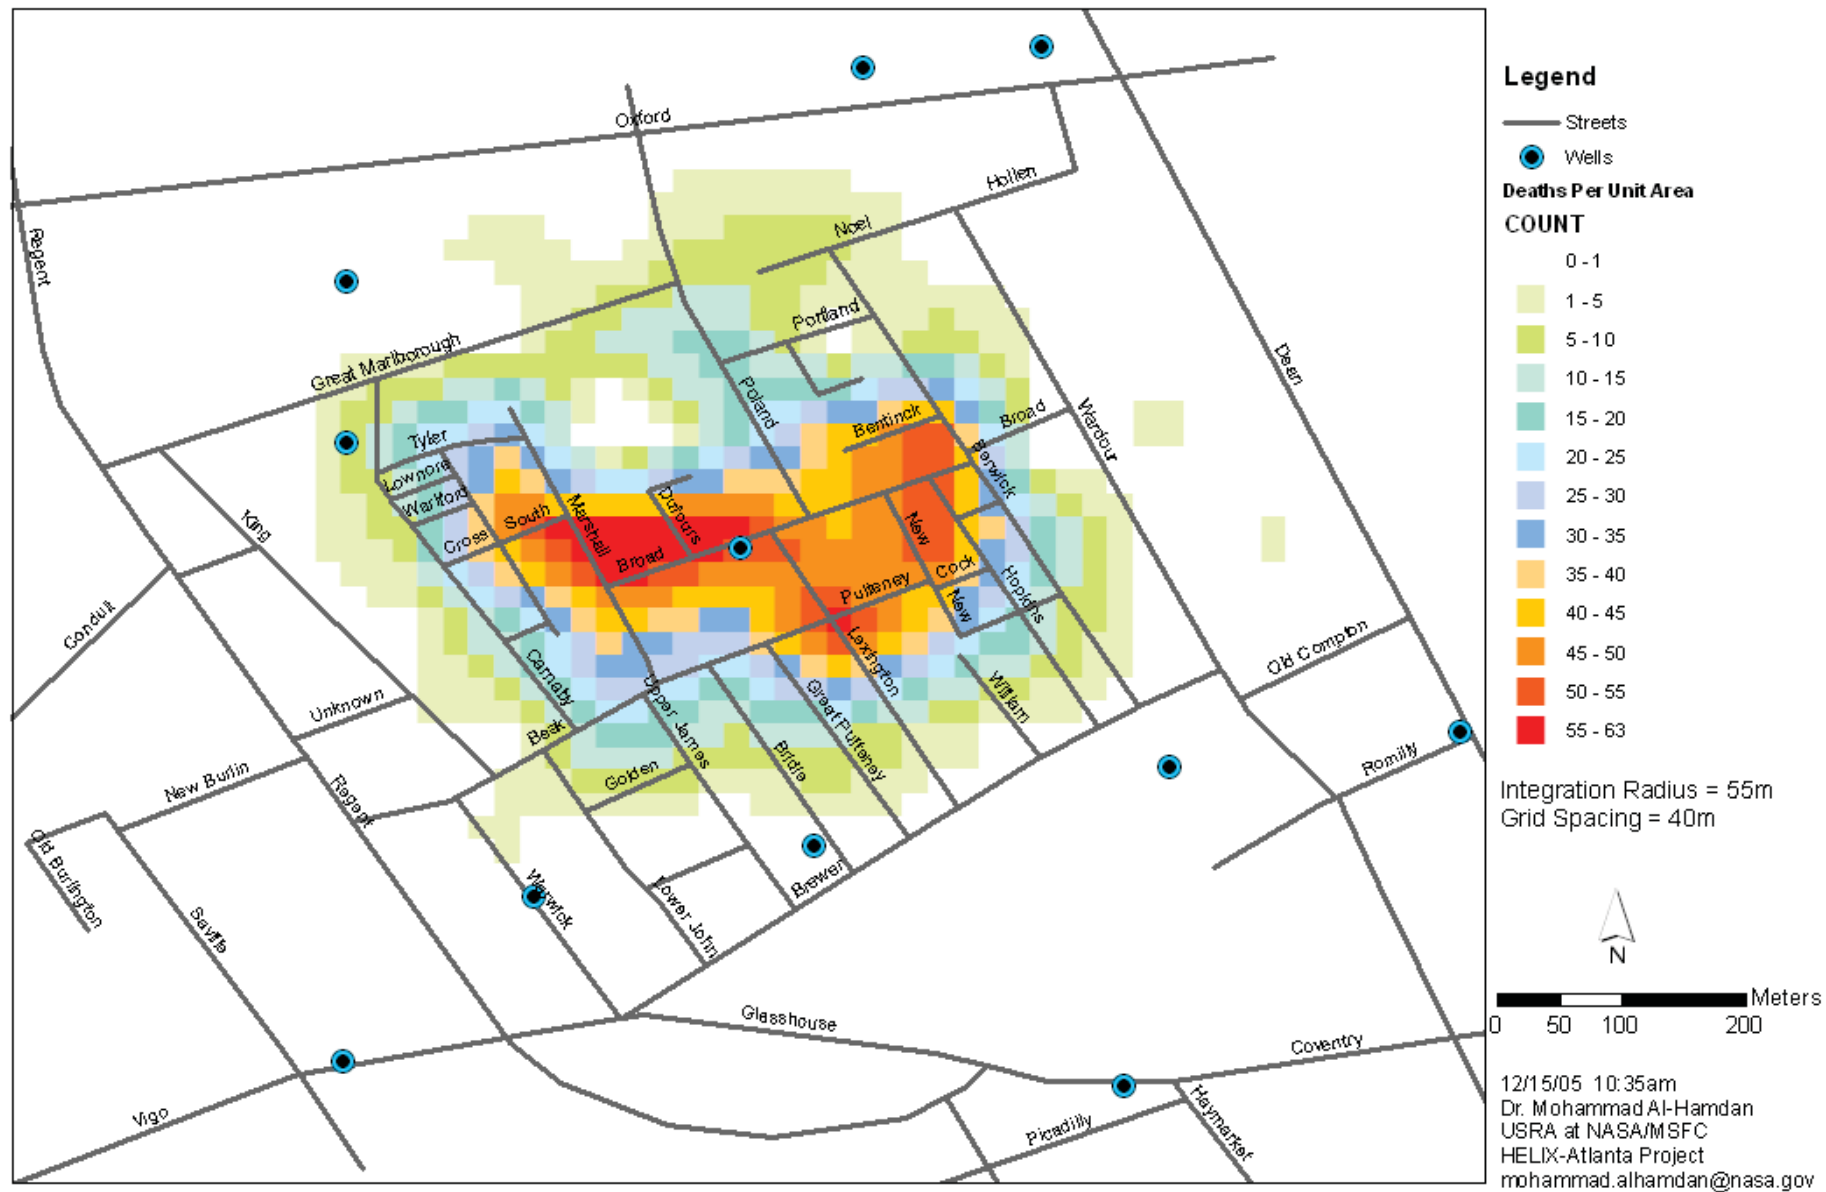 Oxford
Regent
Hollen
Noel
Portland
Great Marlborough
Dean
Poland
Bentinck
Broad
Wardour
Tyler
Lownore
Warlford
Berwick
King
South
Marshall
Dufours
Cross
Broad
New
Cock
Pulteney
Hopkins
New
Conduit
Carnaby
Lexington
Old Compton
William
Upper James
Great Pulteney
Unknown
Beak
Bridle
Golden
Romilly
New Burlin
Regent
Old Burlington
Warwick
Lower John
Brewer
Saville
Glasshouse
Coventry
Vigo
Picadilly
Haymarket
Legend
Streets
Wells
Deaths Per Unit Area
COUNT
0 - 1
1 - 5
5 - 10
10 - 15
15 - 20
20 - 25
25 - 30
30 - 35
35 - 40
40 - 45
45 - 50
50 - 55
55 - 63
Integration Radius = 55m
Grid Spacing = 40m
N
Meters
0 50 100 200
12/15/05 10:35am
Dr. Mohammad Al-Hamdan
USRA at NASA/MSFC
HELIX-Atlanta Project
mohammad.alhamdan@nasa.gov